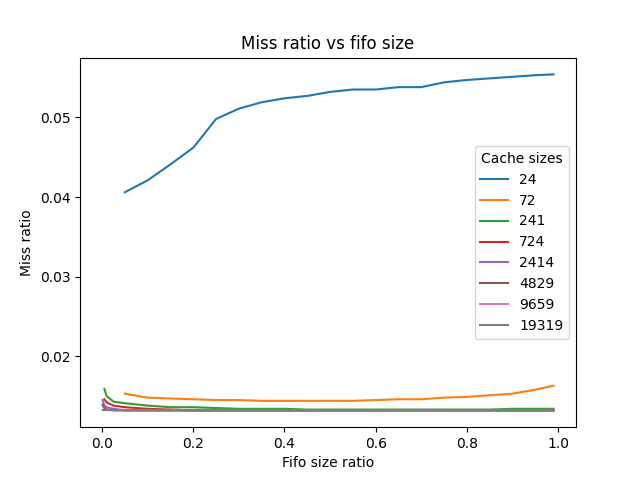 Miss ratio vs fifo size
Miss ratio
0.05
0.04
0.03
0.02
Cache sizes
24
72
241
724
2414
4829
9659
19319
0.0 0.2 0.4 0.6 0.8 1.0
Fifo size ratio